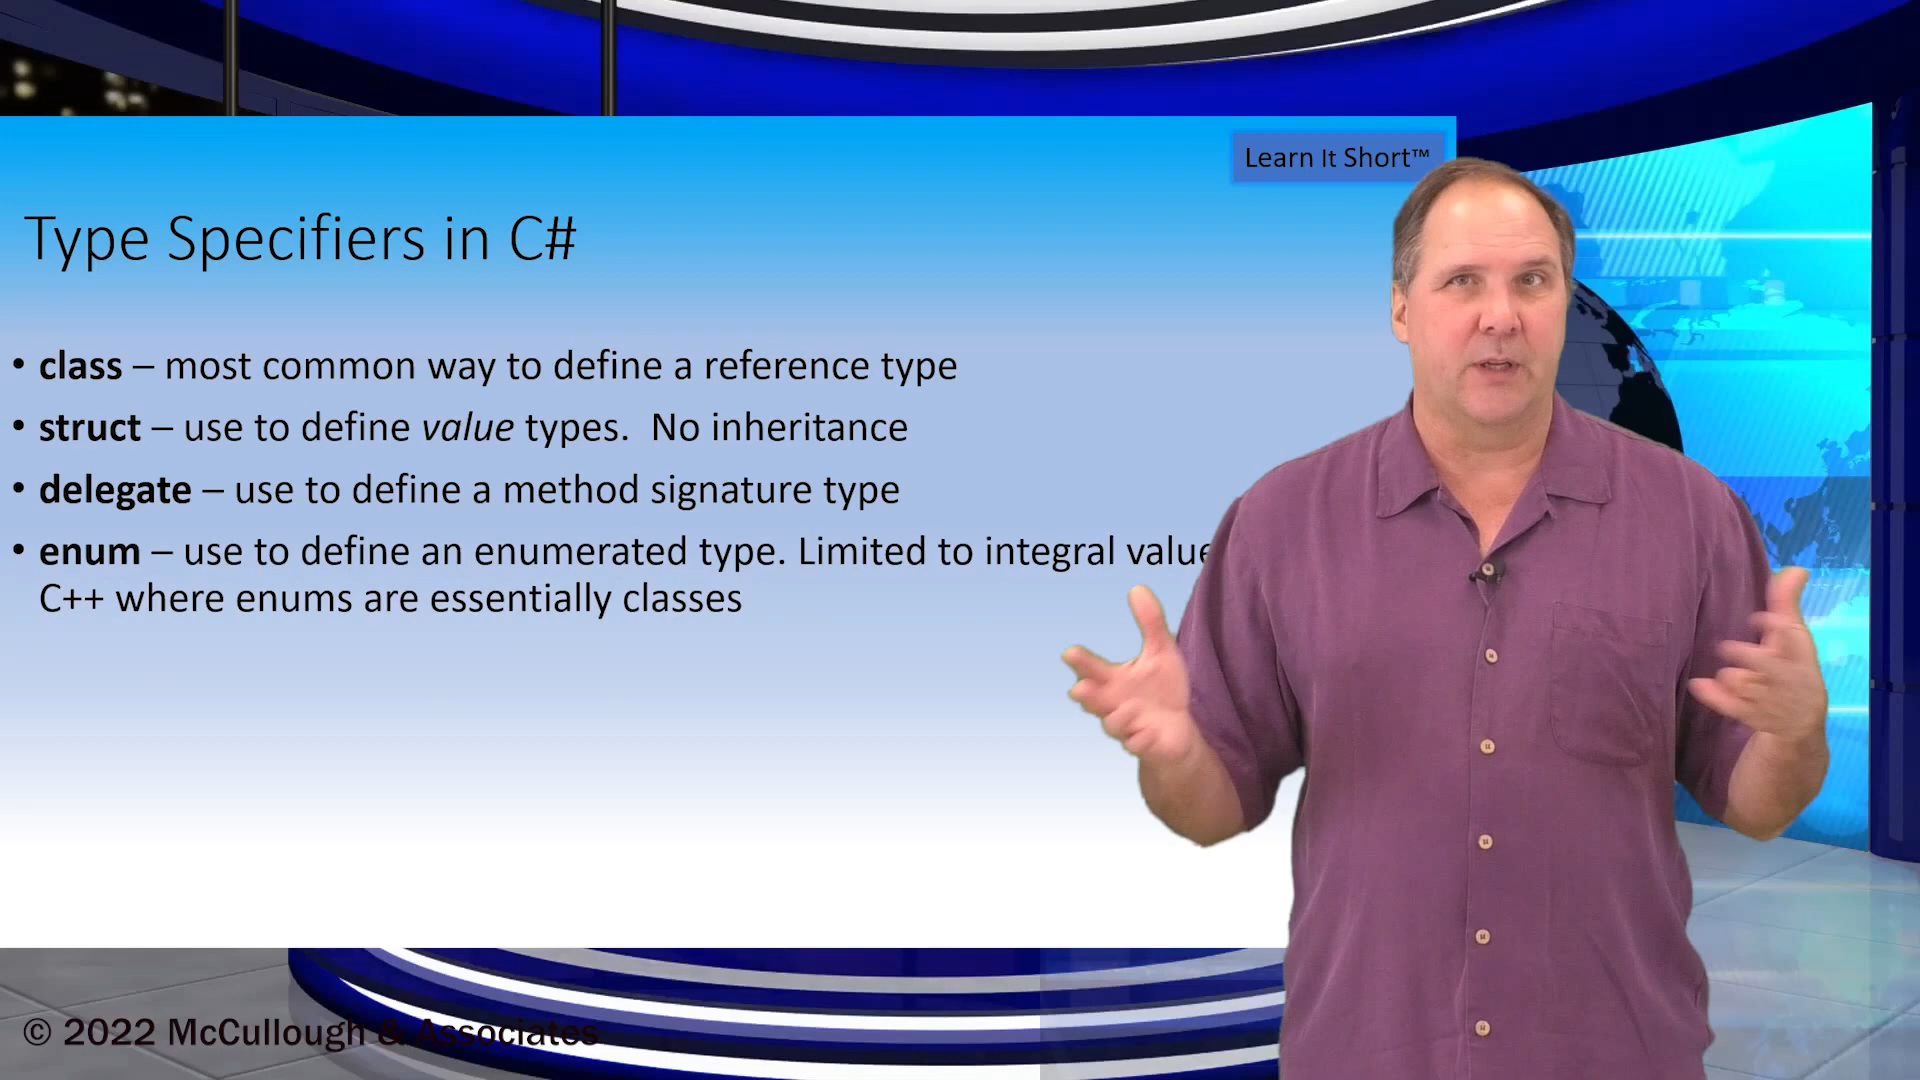 Learn It Short™
Type Specifiers in C#
• class – most common way to define a reference type
• struct – use to define value types.  No inheritance
• delegate – use to define a method signature type
• enum – use to define an enumerated type. Limited to integral
C++ where enums are essentially classes
© 2022 McCullough & Associates